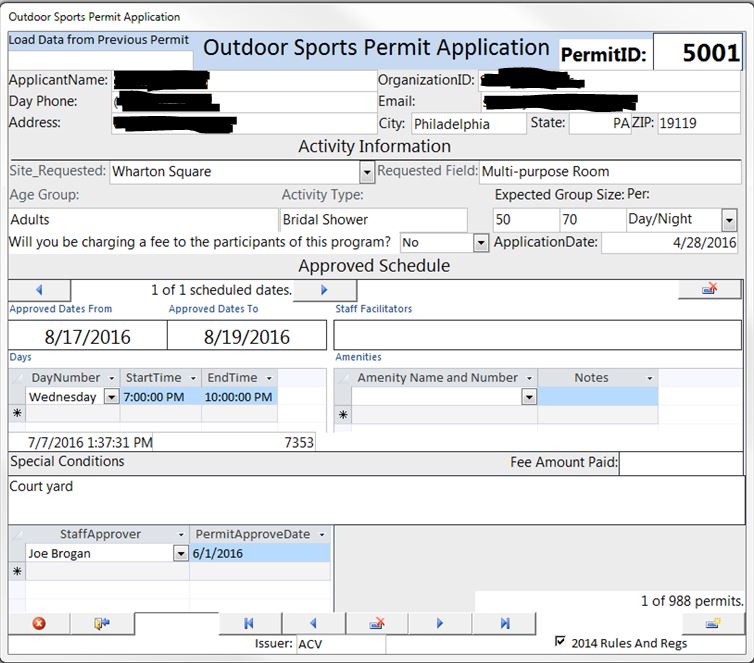 Outdoor Sports Permit Application
Load Data from Previous Permit
Outdoor Sports Permit Application
PermitID: 5001
ApplicantName: OrganizationID:
Day Phone: Email:
Address: City: Philadelphia State: PA ZIP: 19119
Activity Information
Site_Requested: Wharton Square Requested Field: Multi-purpose Room
Age Group: Activity Type: Expected Group Size: Per:
Adults Bridal Shower 50 70 Day/Night
Will you be charging a fee to the participants of this program? No ApplicationDate: 4/28/2016
Approved Schedule
1 of 1 scheduled dates.
Approved Dates From Approved Dates To Staff Facilitators
8/17/2016 8/19/2016
Days Amenities
DayNumber StartTime EndTime Amenity Name and Number Notes
Wednesday 7:00:00 PM 10:00:00 PM
7/7/2016 1:37:31 PM 7353
Special Conditions Fee Amount Paid:
Court yard
StaffApprover PermitApproveDate
Joe Brogan 6/1/2016
1 of 988 permits.
Issuer: ACV 2014 Rules And Regs